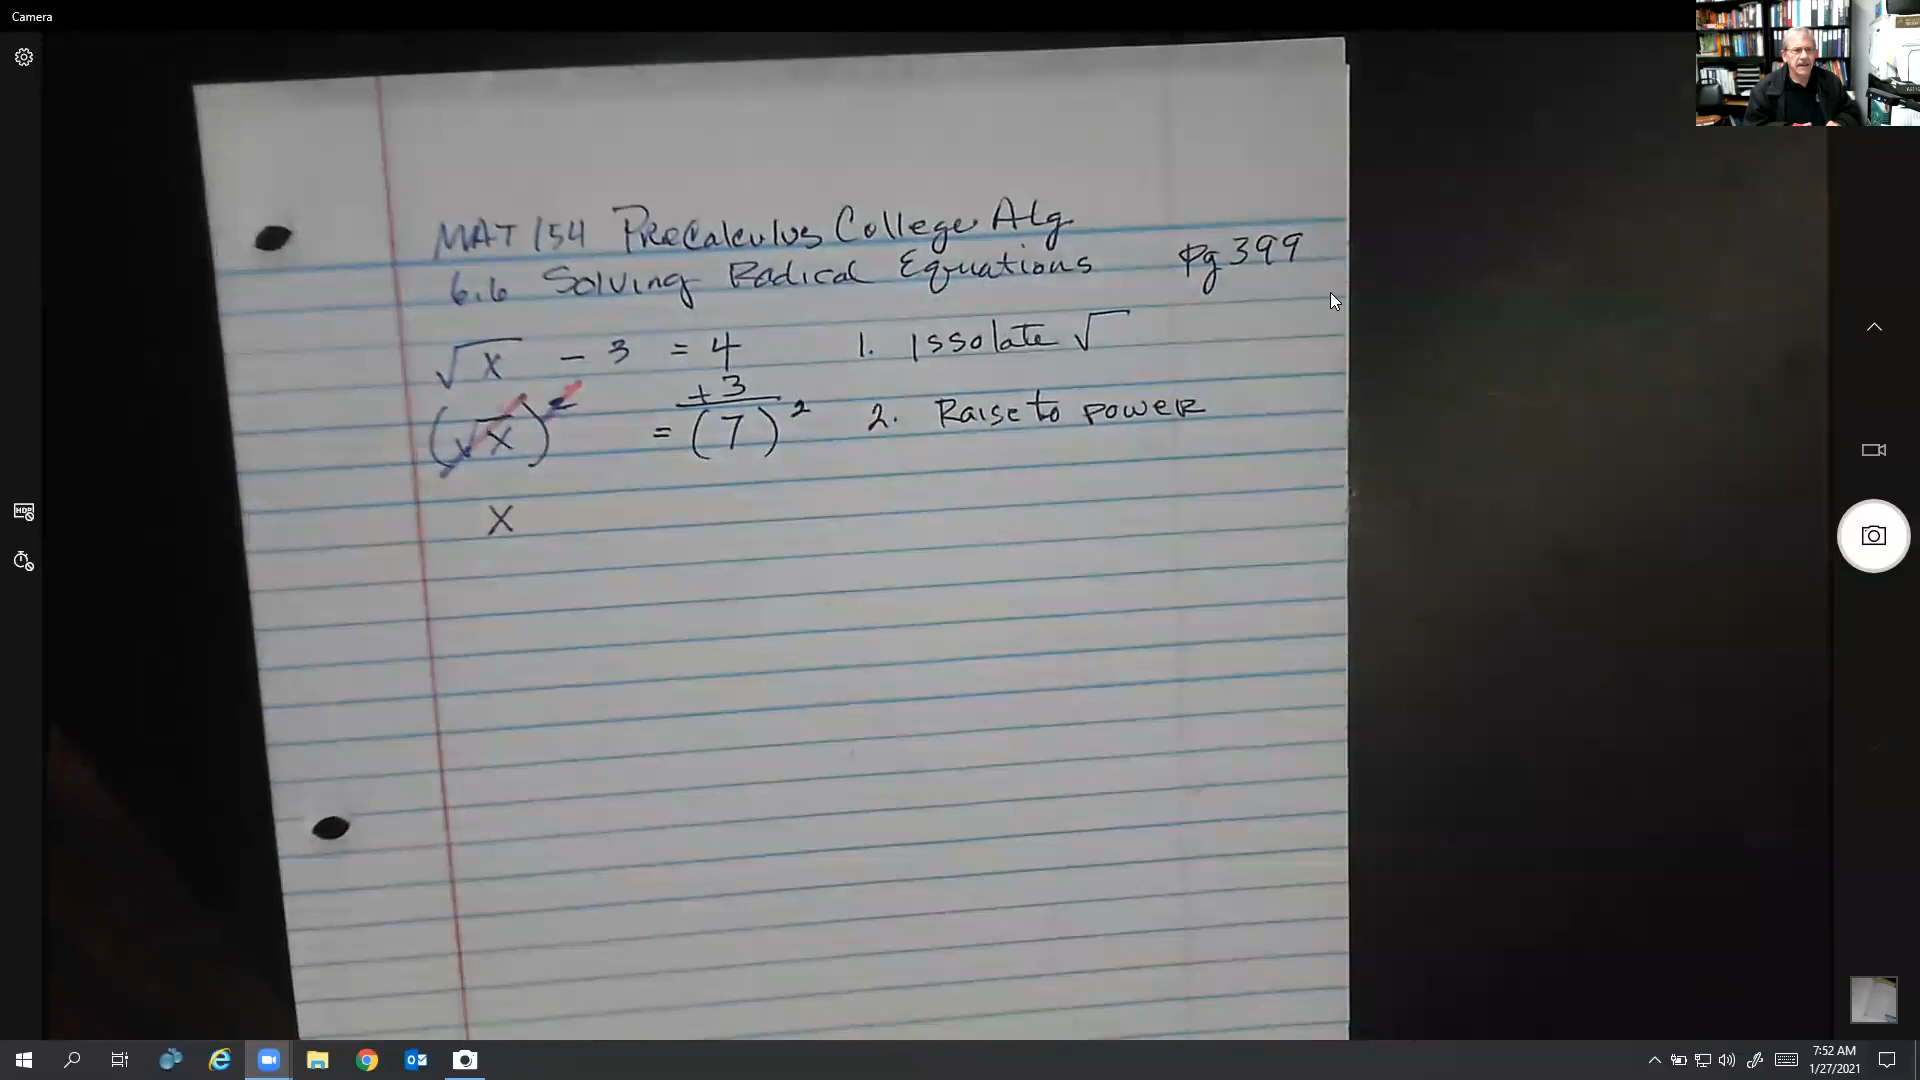 Camera
MAT 154 Precalculus College Alg
6.6 Solving Radical Equations pg 399
√x - 3 = 4 1. Issolate √
+3
(√x)² = (7)² 2. Raise to power
x
7:52 AM
1/27/2021